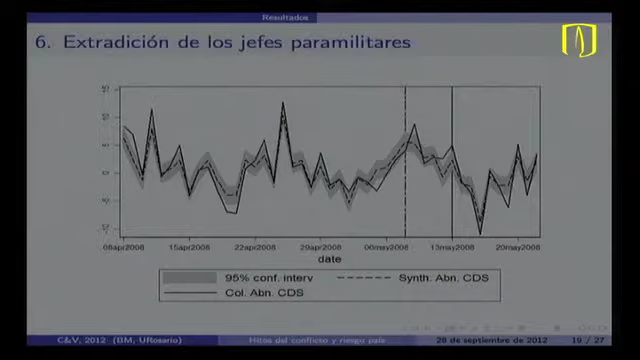 Resultados
6. Extradición de los jefes paramilitares
08apr2008 15apr2008 22apr2008 29apr2008 06may2008 13may2008 20may2008
date
95% conf. interv Synth. Abn. CDS
Col. Abn. CDS
C&V, 2012 (BM, URosario) Hitos del conflicto y riesgo país 28 de septiembre de 2012 19 / 27